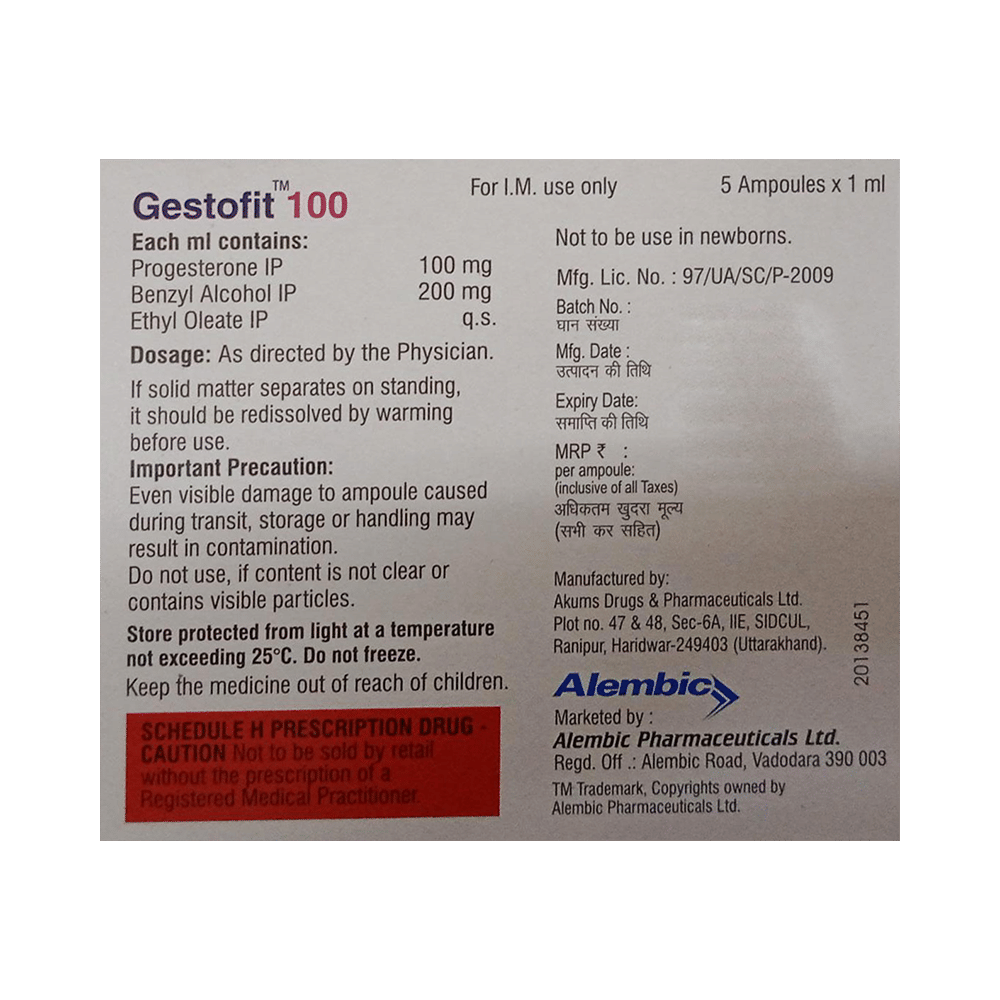 Gestofit™ 100
Each ml contains:
Progesterone IP 100 mg
Benzyl Alcohol IP 200 mg
Ethyl Oleate IP q.s.
Dosage: As directed by the Physician.
If solid matter separates on standing,
it should be redissolved by warming
before use.
Important Precaution:
Even visible damage to ampoule caused
during transit, storage or handling may
result in contamination.
Do not use, if content is not clear or
contains visible particles.
Store protected from light at a temperature
not exceeding 25°C. Do not freeze.
Keep the medicine out of reach of children.
SCHEDULE H PRESCRIPTION DRUG -
CAUTION Not to be sold by retail
without the prescription of a
Registered Medical Practitioner.
For I.M. use only
5 Ampoules x 1 ml
Not to be use in newborns.
Mfg. Lic. No. : 97/UA/SC/P-2009
Batch No. :
घान संख्या
Mfg. Date :
उत्पादन की तिथि
Expiry Date:
समाप्ति की तिथि
MRP ₹ :
per ampoule:
(inclusive of all Taxes)
अधिकतम खुदरा मूल्य
(सभी कर सहित)
Manufactured by:
Akums Drugs & Pharmaceuticals Ltd.
Plot no. 47 & 48, Sec-6A, IIE, SIDCUL,
Ranipur, Haridwar-249403 (Uttarakhand).
20138451
Alembic
Marketed by :
Alembic Pharmaceuticals Ltd.
Regd. Off .: Alembic Road, Vadodara 390 003
TM Trademark, Copyrights owned by
Alembic Pharmaceuticals Ltd.